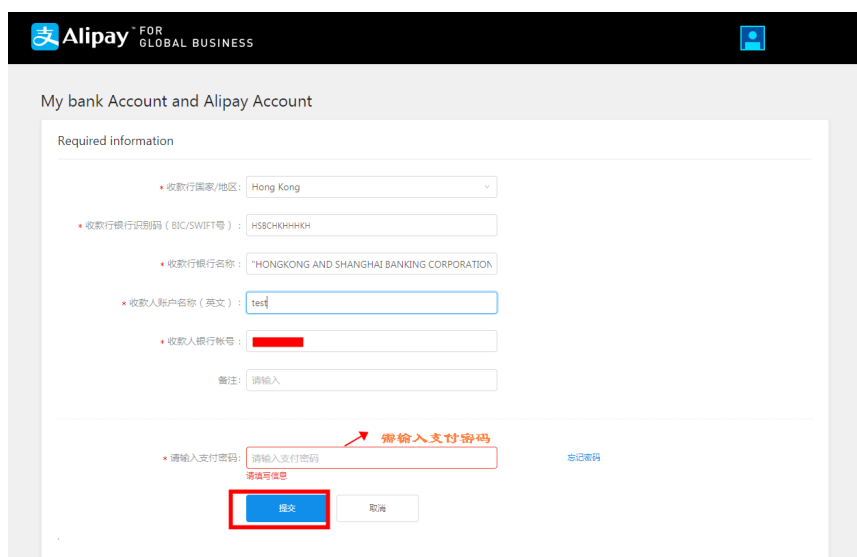 支 Alipay™ FOR
GLOBAL BUSINESS
My bank Account and Alipay Account
Required information
* 收款行国家/地区: Hong Kong
* 收款行银行识别码（BIC/SWIFT号）: HSBCHKHHHKH
* 收款行银行名称: "HONGKONG AND SHANGHAI BANKING CORPORATION
* 收款人账户名称（英文）: test
* 收款人银行帐号:
备注: 请输入
需输入支付密码
* 请输入支付密码: 请输入支付密码 忘记密码
请填写信息
提交 取消